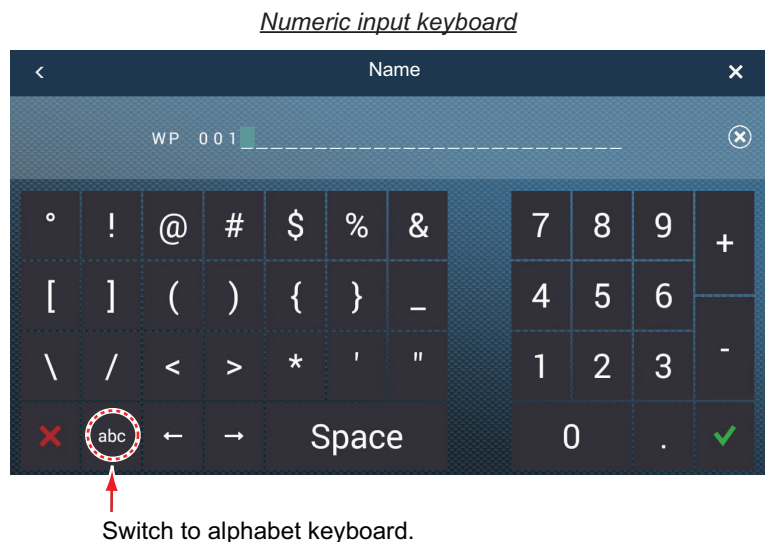 Numeric input keyboard
< Name ×
WP 001_
° ! @ # $ % & 7 8 9 +
[ ] ( ) { } _ 4 5 6
\ / < > * ' " 1 2 3 -
× abc ← → Space 0 . ✓
Switch to alphabet keyboard.